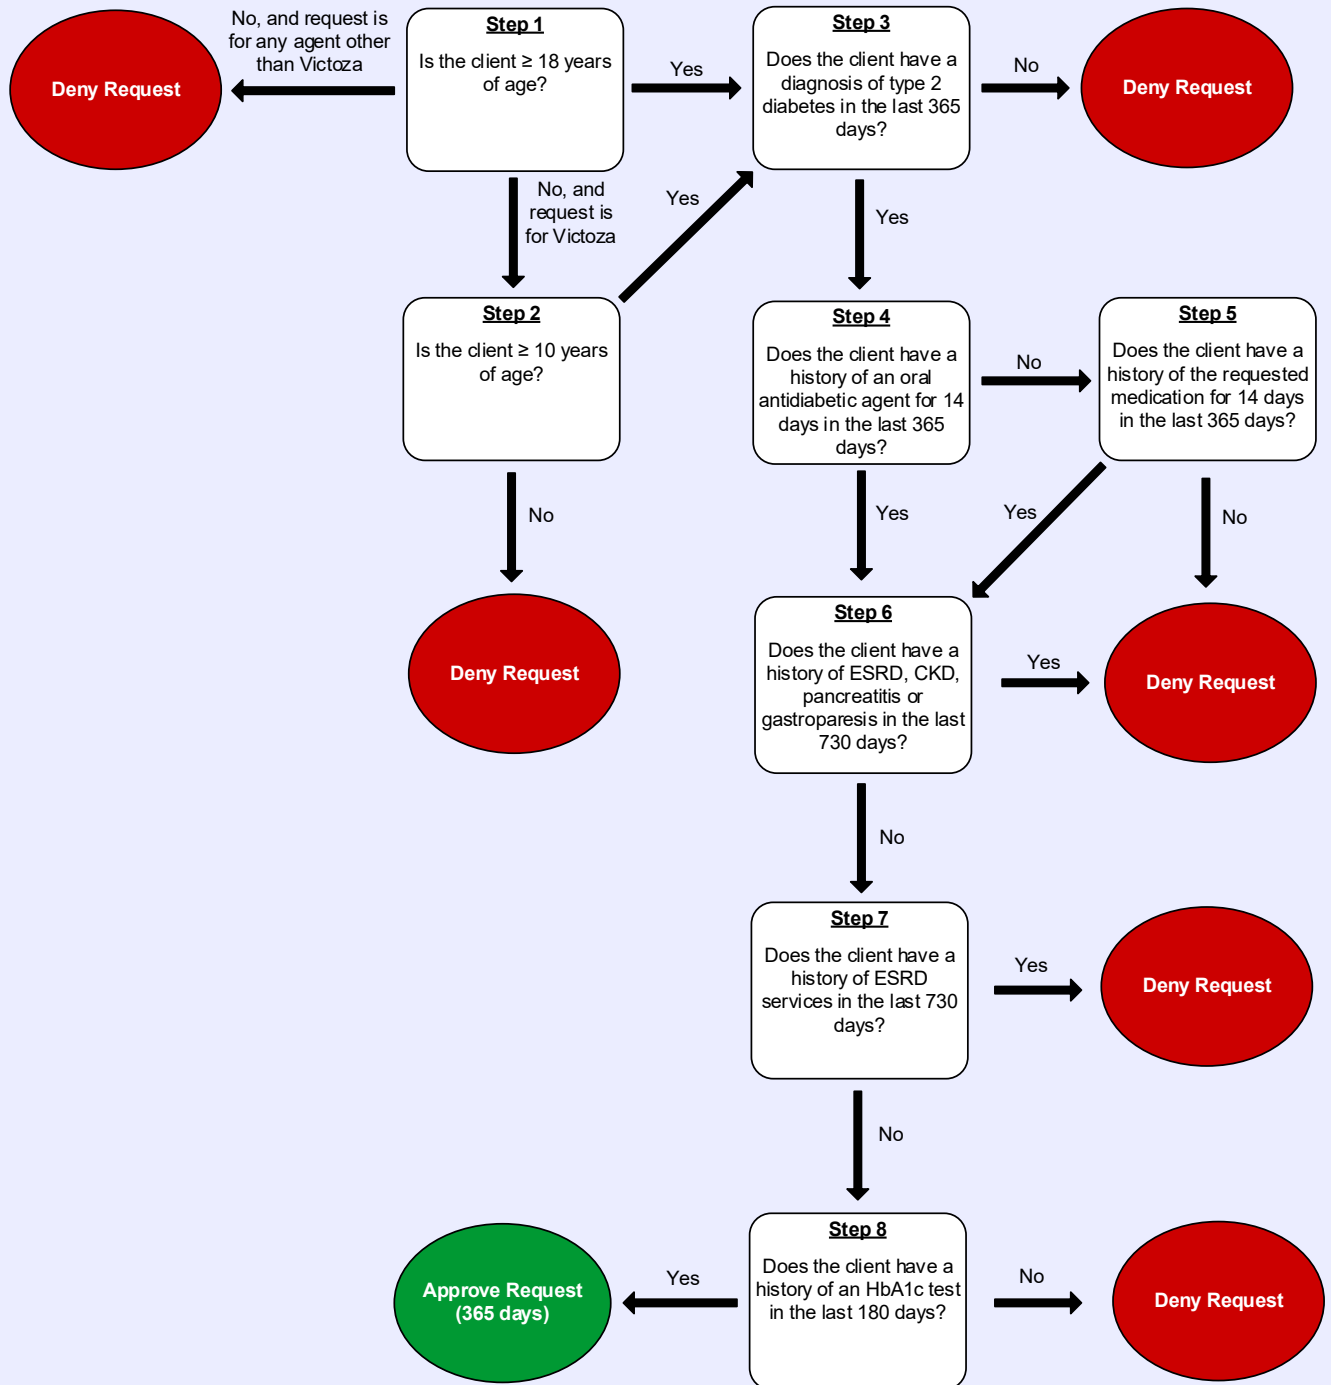 No, and request is
for any agent other
than Victoza
Deny Request
Step 1
Is the client ≥ 18 years
of age?
Yes
Step 3
Does the client have a
diagnosis of type 2
diabetes in the last 365
days?
No
Deny Request
No, and
request is
for Victoza
Yes
Yes
Step 2
Is the client ≥ 10 years
of age?
Step 4
Does the client have a
history of an oral
antidiabetic agent for 14
days in the last 365
days?
No
Step 5
Does the client have a
history of the requested
medication for 14 days
in the last 365 days?
No
Yes
Yes
No
Deny Request
Step 6
Does the client have a
history of ESRD, CKD,
pancreatitis or
gastroparesis in the last
730 days?
Yes
Deny Request
No
Step 7
Does the client have a
history of ESRD
services in the last 730
days?
Yes
Deny Request
No
Step 8
Does the client have a
history of an HbA1c test
in the last 180 days?
Yes
Approve Request
(365 days)
No
Deny Request